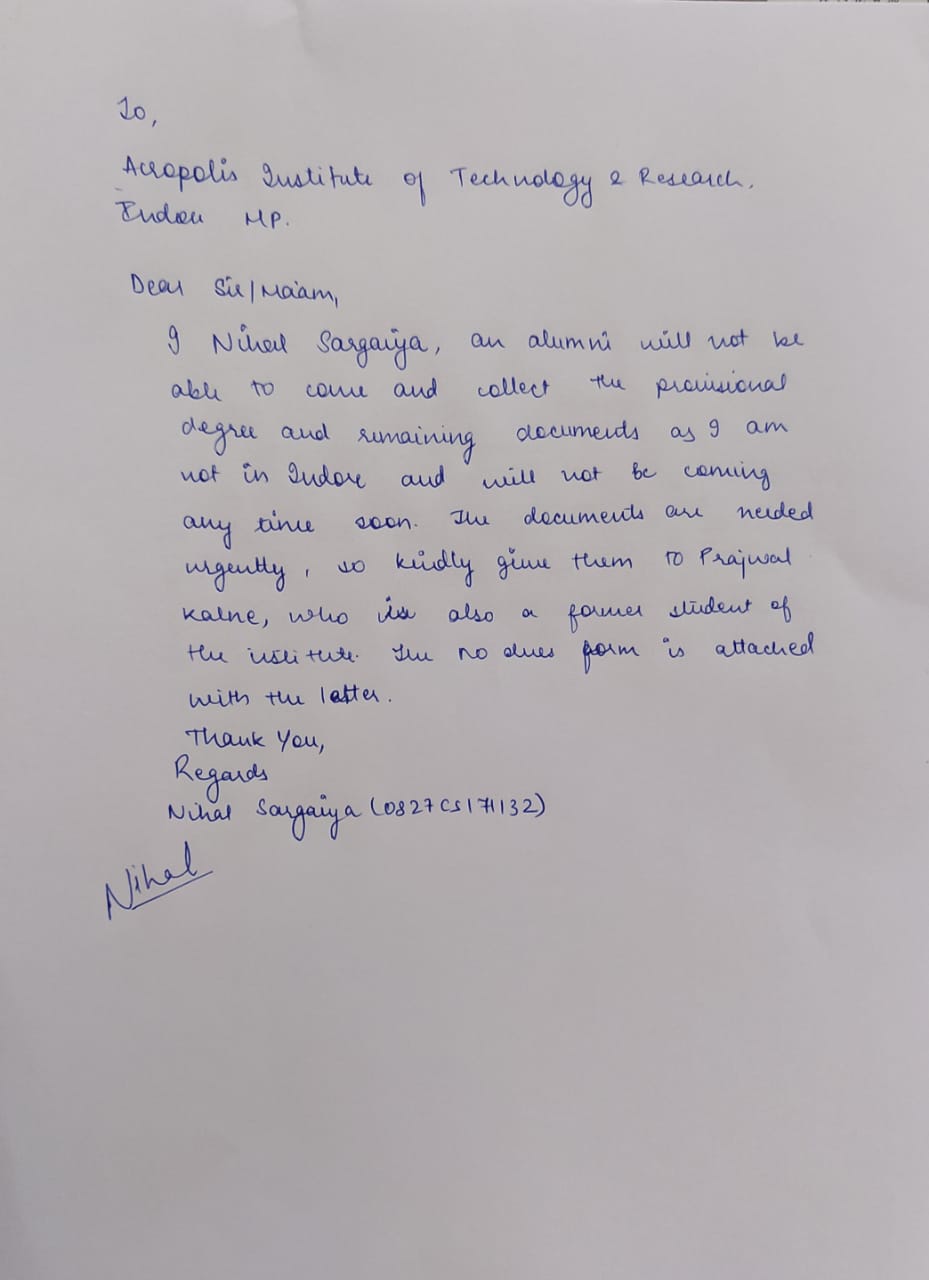 To,
Acropolis Institute of Technology & Research.
Indore MP.
Dear Sir/Ma'am,
I Nihal Sargaiya, an alumni will not be
able to come and collect the provisional
degree and remaining documents as I am
not in Indore and will not be coming
any time soon. The documents are needed
urgently, so kindly give them to Prajwal
Kalne, who is also a former student of
the institute. The no dues form is attached
with the letter.
Thank You,
Regards
Nihal Sargaiya (0827CS171132)
Nihal